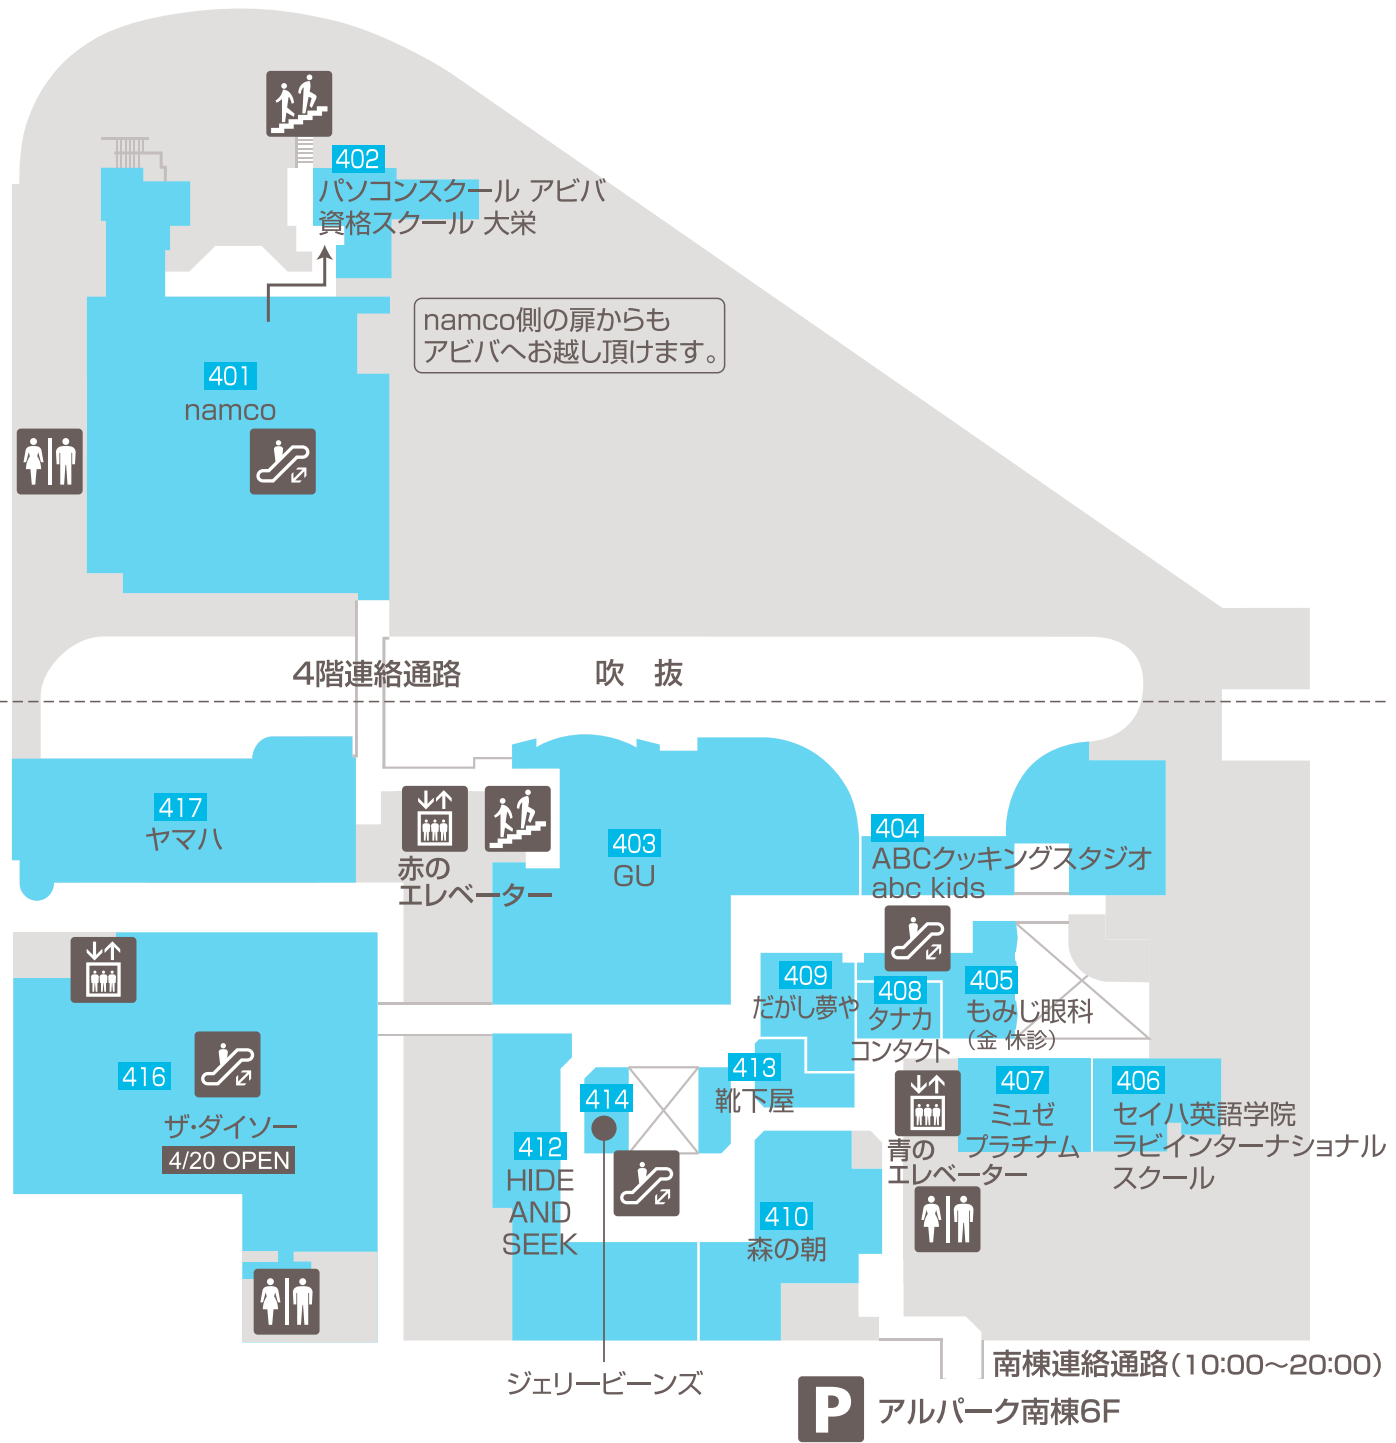 402
パソコンスクール アビバ
資格スクール 大栄
namco側の扉からも
アビバへお越し頂けます。
401
namco
4階連絡通路
吹 抜
417
ヤマハ
赤の
エレベーター
403
GU
404
ABCクッキングスタジオ
abc kids
409
だがし夢や
408
タナカ
コンタクト
405
もみじ眼科
(金 休診)
416
ザ・ダイソー
4/20 OPEN
412
HIDE
AND
SEEK
414
ジェリービーンズ
413
靴下屋
410
森の朝
青の
エレベーター
407
ミュゼ
プラチナム
406
セイハ英語学院
ラビインターナショナル
スクール
南棟連絡通路(10:00～20:00)
P
アルパーク南棟6F